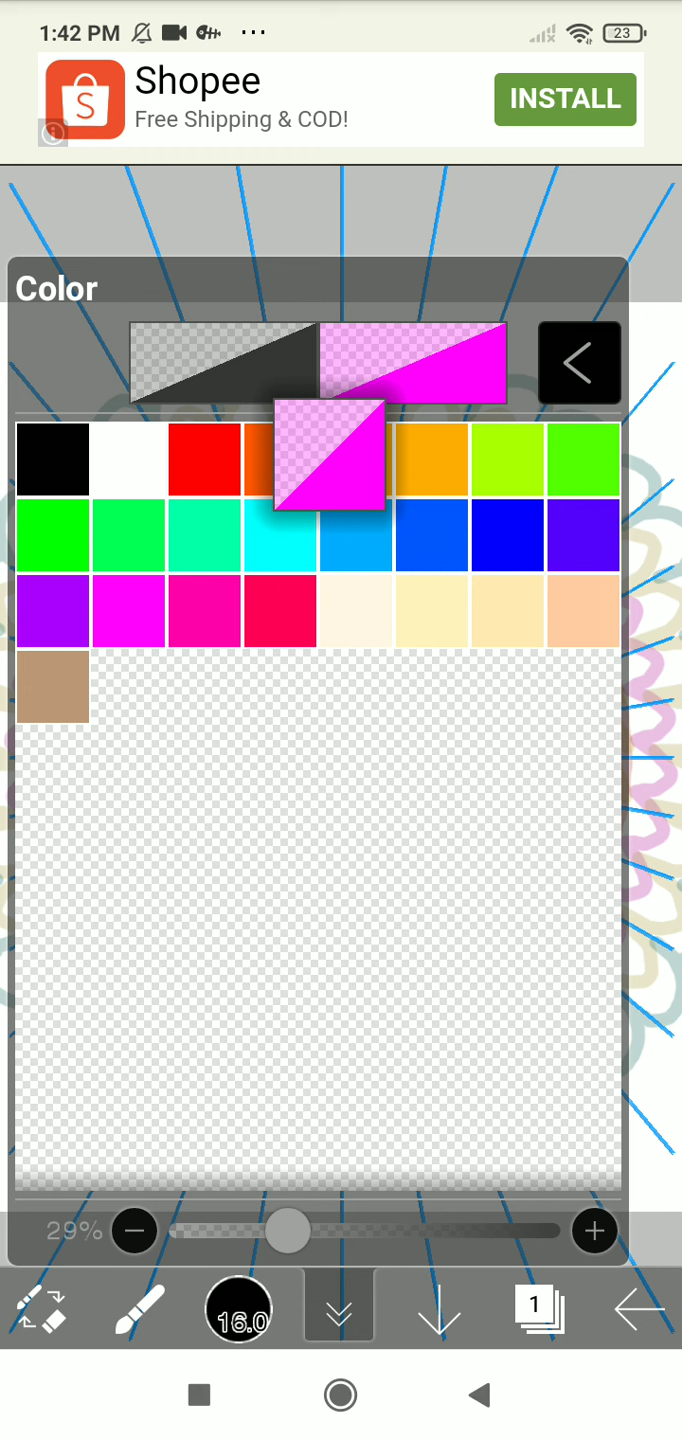 1:42 PM
23
Shopee
Free Shipping & COD!
INSTALL
Color
29%
16.0
1